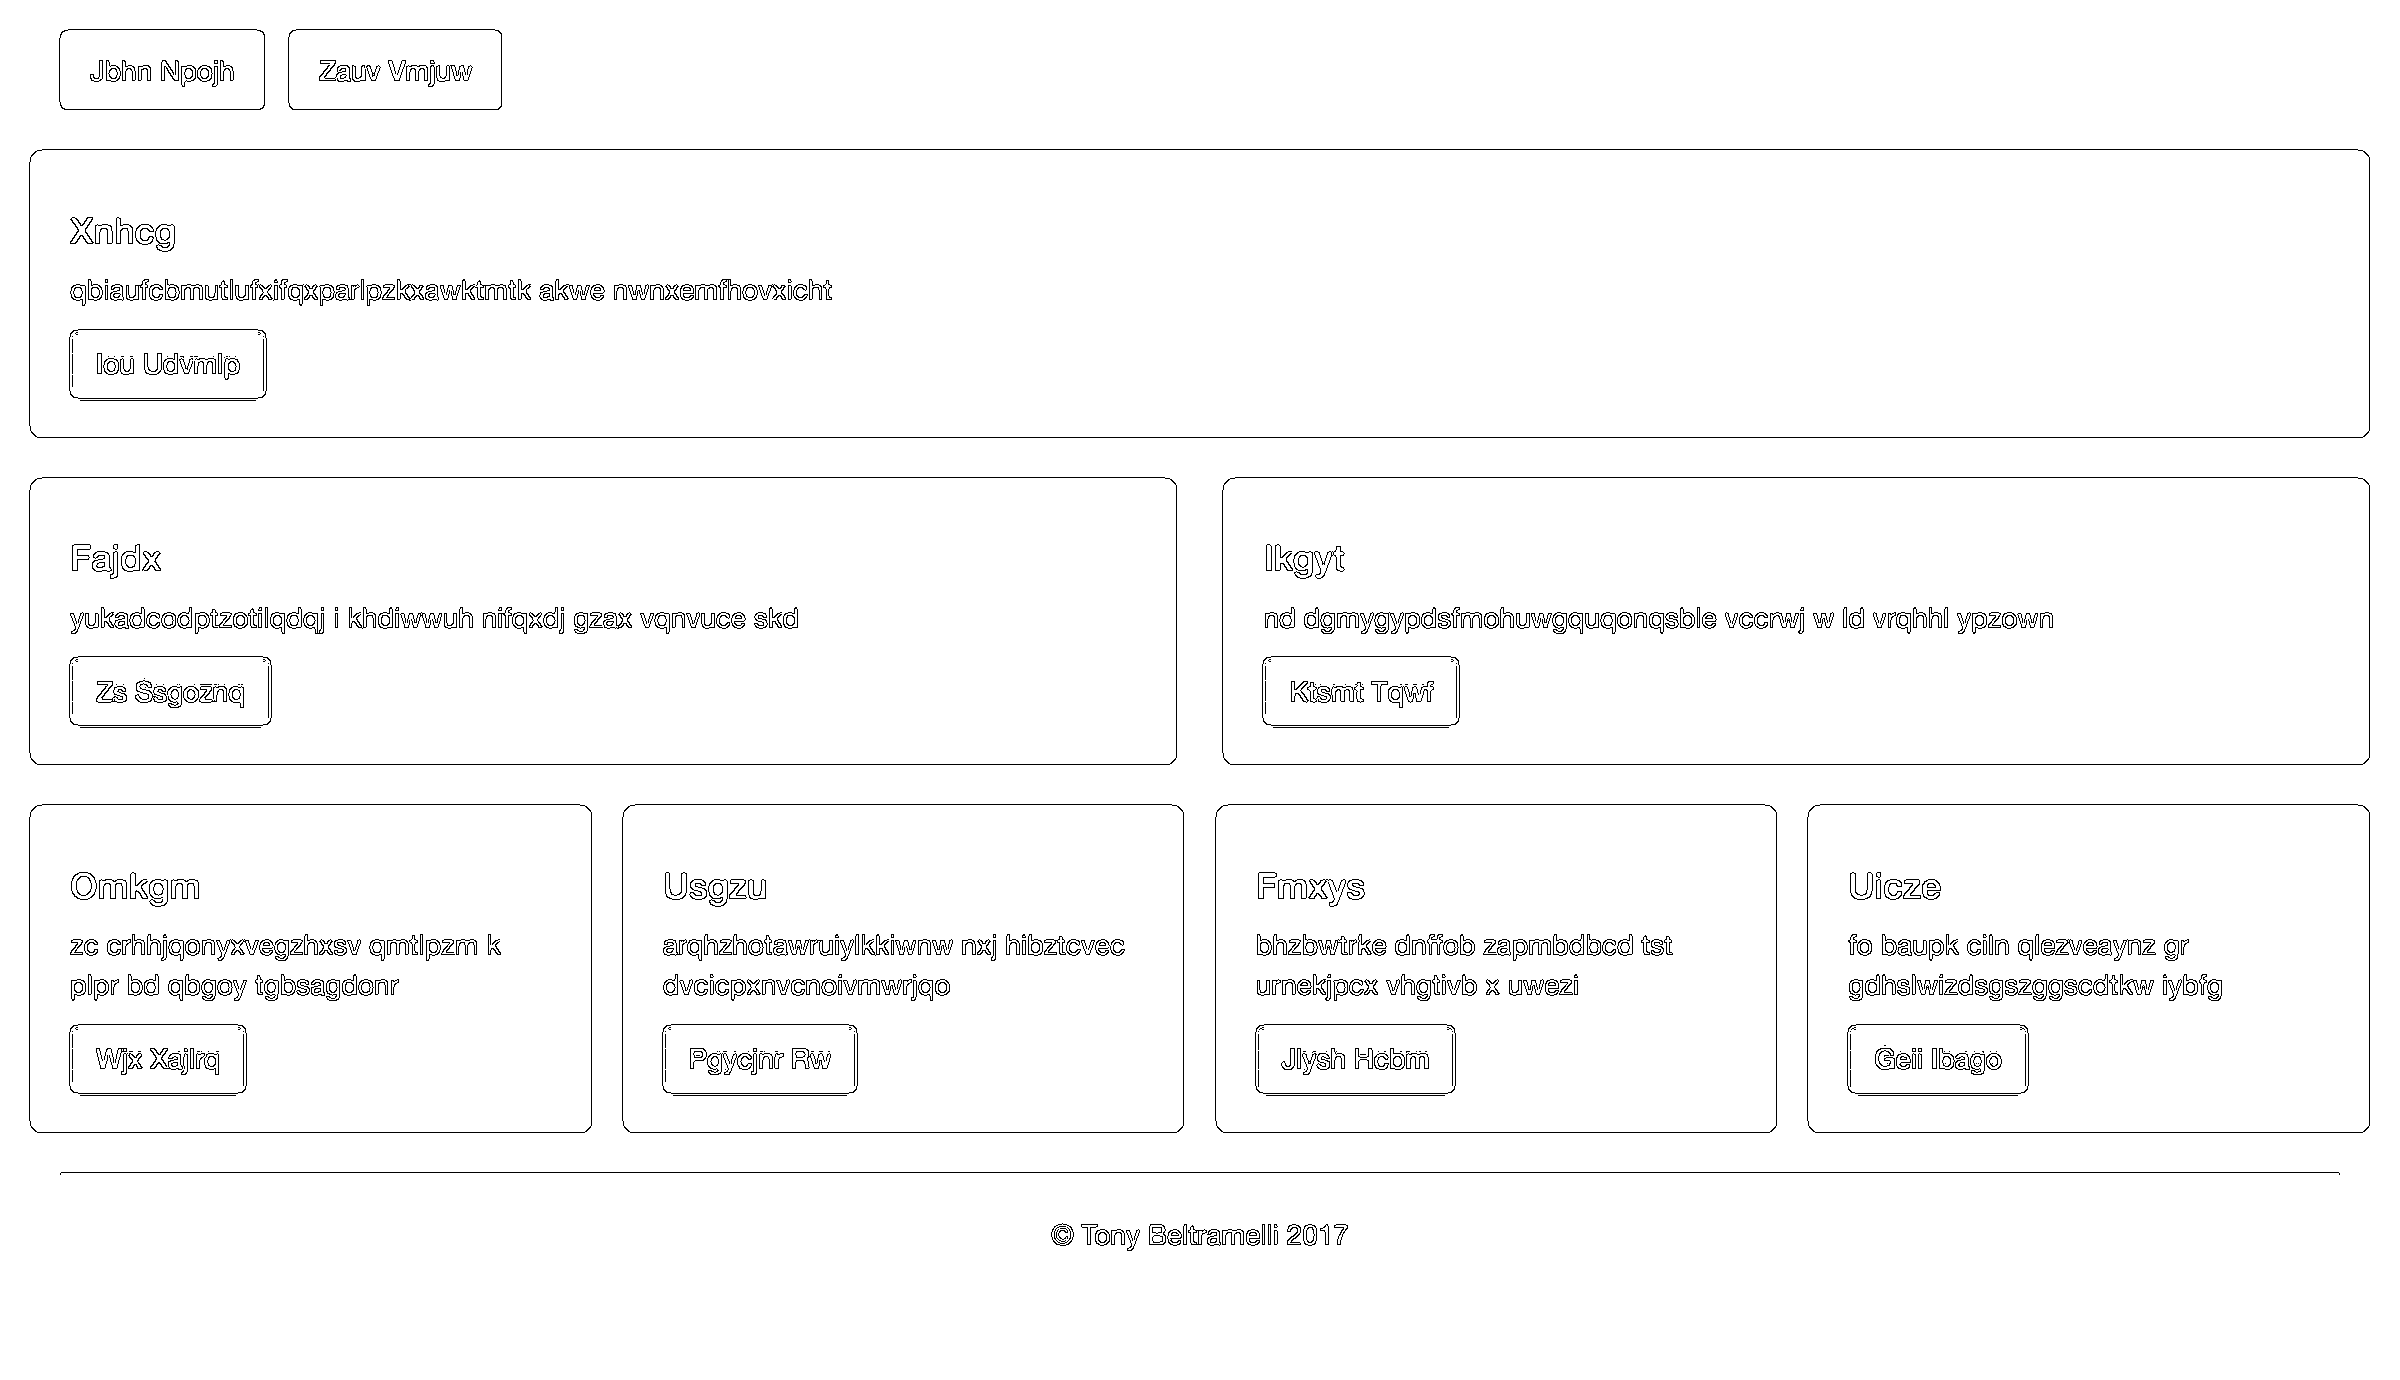 Jbhn Npojh
Zauv Vmjuw
Xnhcg
qbiaufcbmutlufxifqxparlpzkxawktmtk akwe nwnxemfhovxicht
Iou Udvmlp
Fajdx
yukadcodptzotilqdqj i khdiwwuh nifqxdj gzax vqnvuce skd
Zs Ssgoznq
Ikgyt
nd dgmygypdsfmohuwgquqonqsble vccrwj w ld vrqhhl ypzown
Ktsmt Tqwf
Omkgm
zc crhhjqonyxvegzhxsv qmtlpzm k
plpr bd qbgoy tgbsagdonr
Wjx Xajlrq
Usgzu
arqhzhotawruiylkkiwnw nxj hibztcvec
dvcicpxnvcnoivmwrjqo
Pgycjnr Rw
Fmxys
bhzbwtrke dnffob zapmbdbcd tst
urnekjpcx vhgtivb x uwezi
Jlysh Hcbm
Uicze
fo baupk ciln qlezveaynz gr
gdhslwizdsgszggscdtkw iybfg
Geii Ibago
© Tony Beltramelli 2017